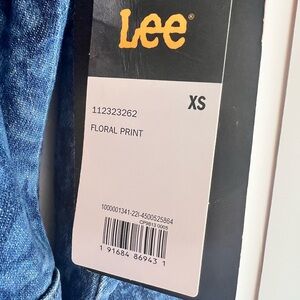 Lee®
XS
112323262
FLORAL PRINT
1000001341-22I-4500525864
1 91684 86943 1